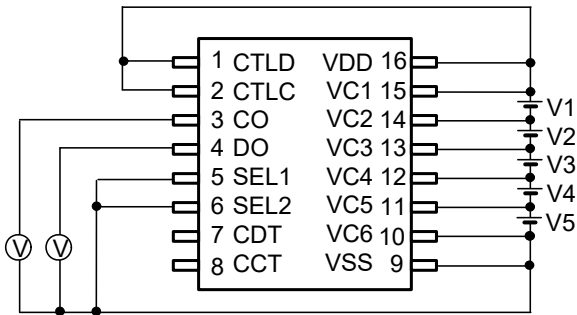 1 CTLD VDD 16
2 CTLC VC1 15
3 CO VC2 14
4 DO VC3 13
5 SEL1 VC4 12
6 SEL2 VC5 11
7 CDT VC6 10
8 CCT VSS 9
V1
V2
V3
V4
V5
V V